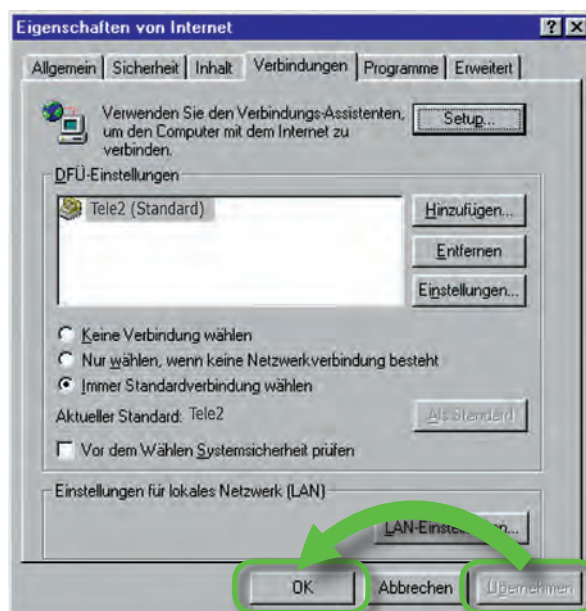 Eigenschaften von Internet
Allgemein Sicherheit Inhalt Verbindungen Programme Erweitert
Verwenden Sie den Verbindungs-Assistenten,
um den Computer mit dem Internet zu
verbinden.
Setup...
DFÜ-Einstellungen
Tele2 (Standard)
Hinzufügen...
Entfernen
Einstellungen...
Keine Verbindung wählen
Nur wählen, wenn keine Netzwerkverbindung besteht
Immer Standardverbindung wählen
Aktueller Standard: Tele2
Als Standard
Vor dem Wählen Systemsicherheit prüfen
Einstellungen für lokales Netzwerk (LAN)
LAN-Einstellungen...
OK Abbrechen Übernehmen